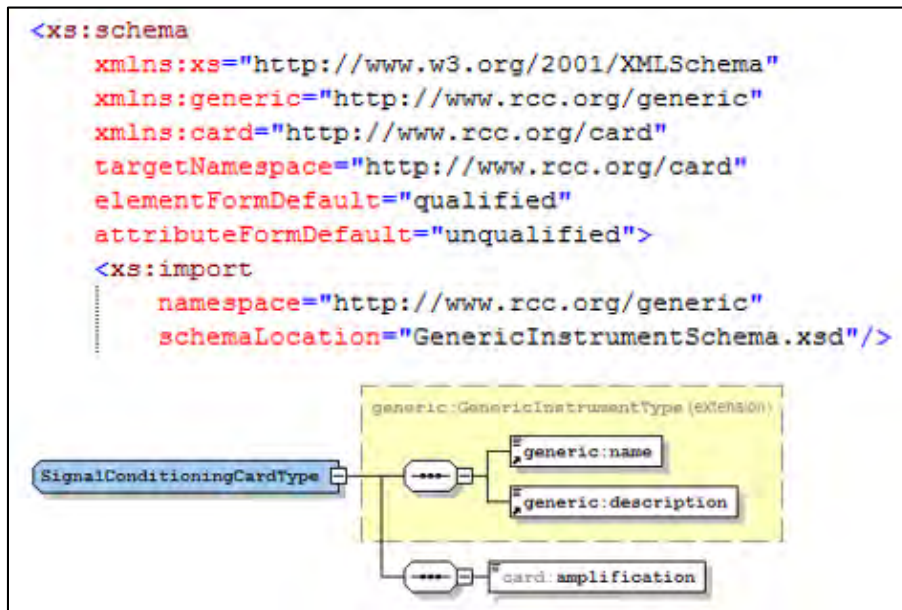 <xs:schema
xmlns:xs="http://www.w3.org/2001/XMLSchema"
xmlns:generic="http://www.rcc.org/generic"
xmlns:card="http://www.rcc.org/card"
targetNamespace="http://www.rcc.org/card"
elementFormDefault="qualified"
attributeFormDefault="unqualified">
<xs:import
namespace="http://www.rcc.org/generic"
schemaLocation="GenericInstrumentSchema.xsd"/>
generic:GenericInstrumentType (extension)
generic:name
SignalConditioningCardType
generic:description
card:amplification